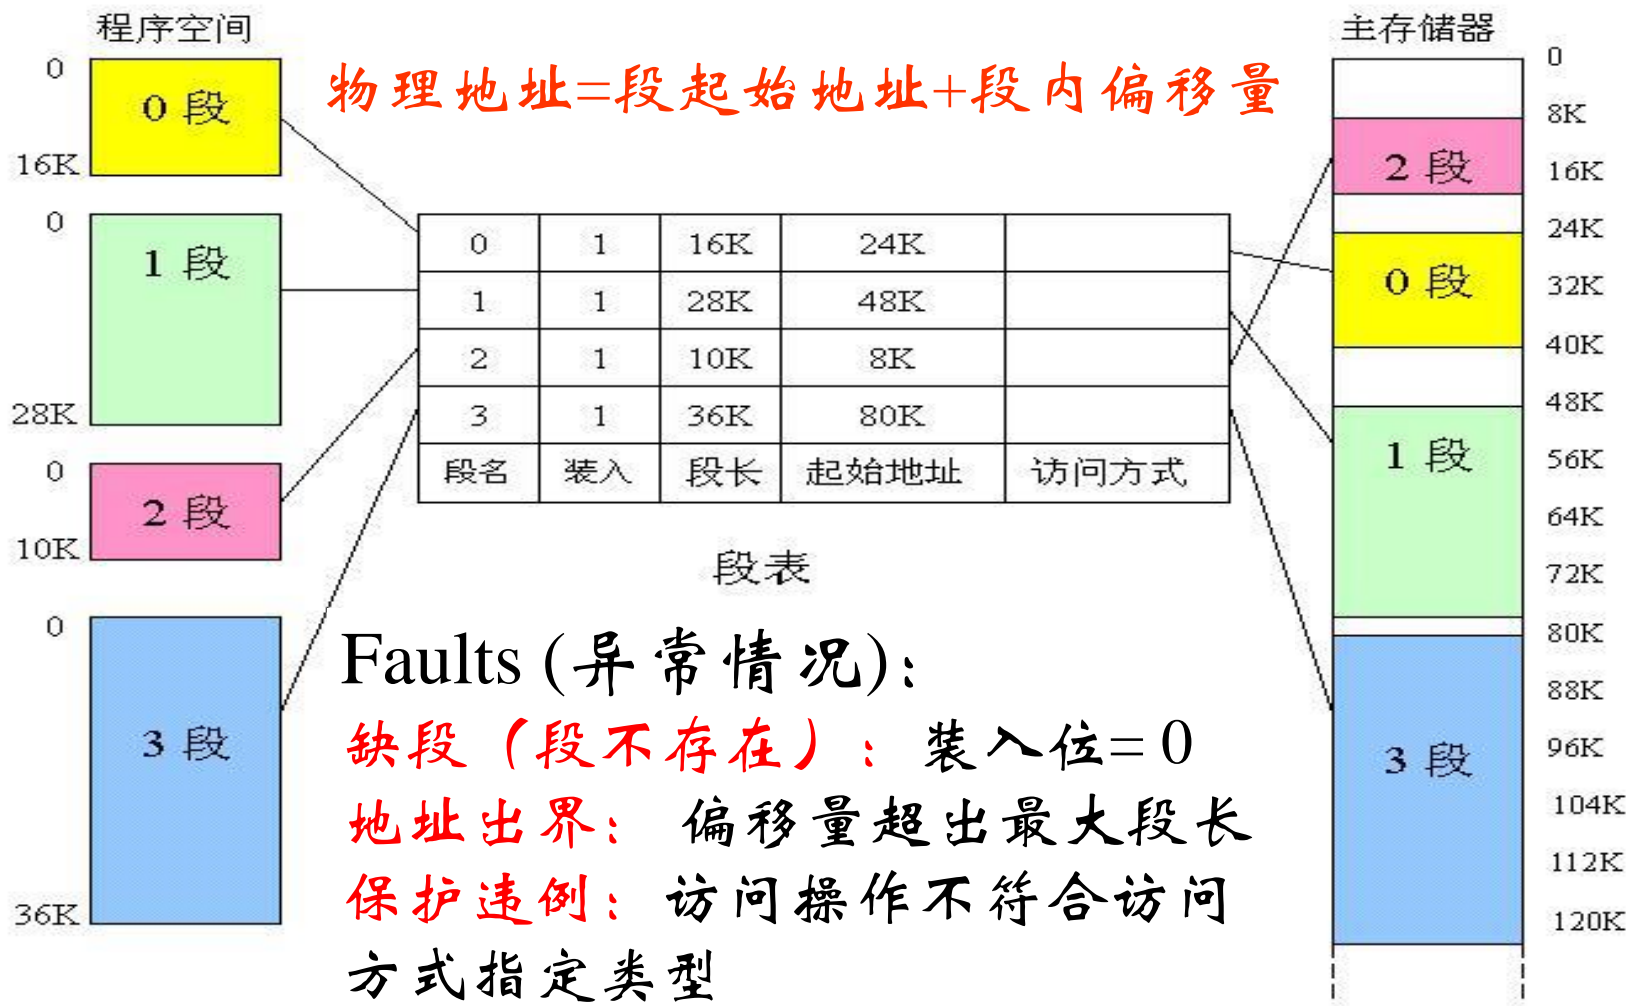 程序空间
主存储器
物理地址=段起始地址+段内偏移量
0
0 段
16K
0
1 段
28K
0
2 段
10K
0
3 段
36K
0 1 16K 24K
1 1 28K 48K
2 1 10K 8K
3 1 36K 80K
段名 装入 段长 起始地址 访问方式
段表
0
8K
2 段
16K
24K
0 段
32K
40K
48K
1 段
56K
64K
72K
80K
88K
3 段
96K
104K
112K
120K
Faults (异常情况)：
缺段（段不存在）：装入位= 0
地址出界： 偏移量超出最大段长
保护违例：访问操作不符合访问
方式指定类型